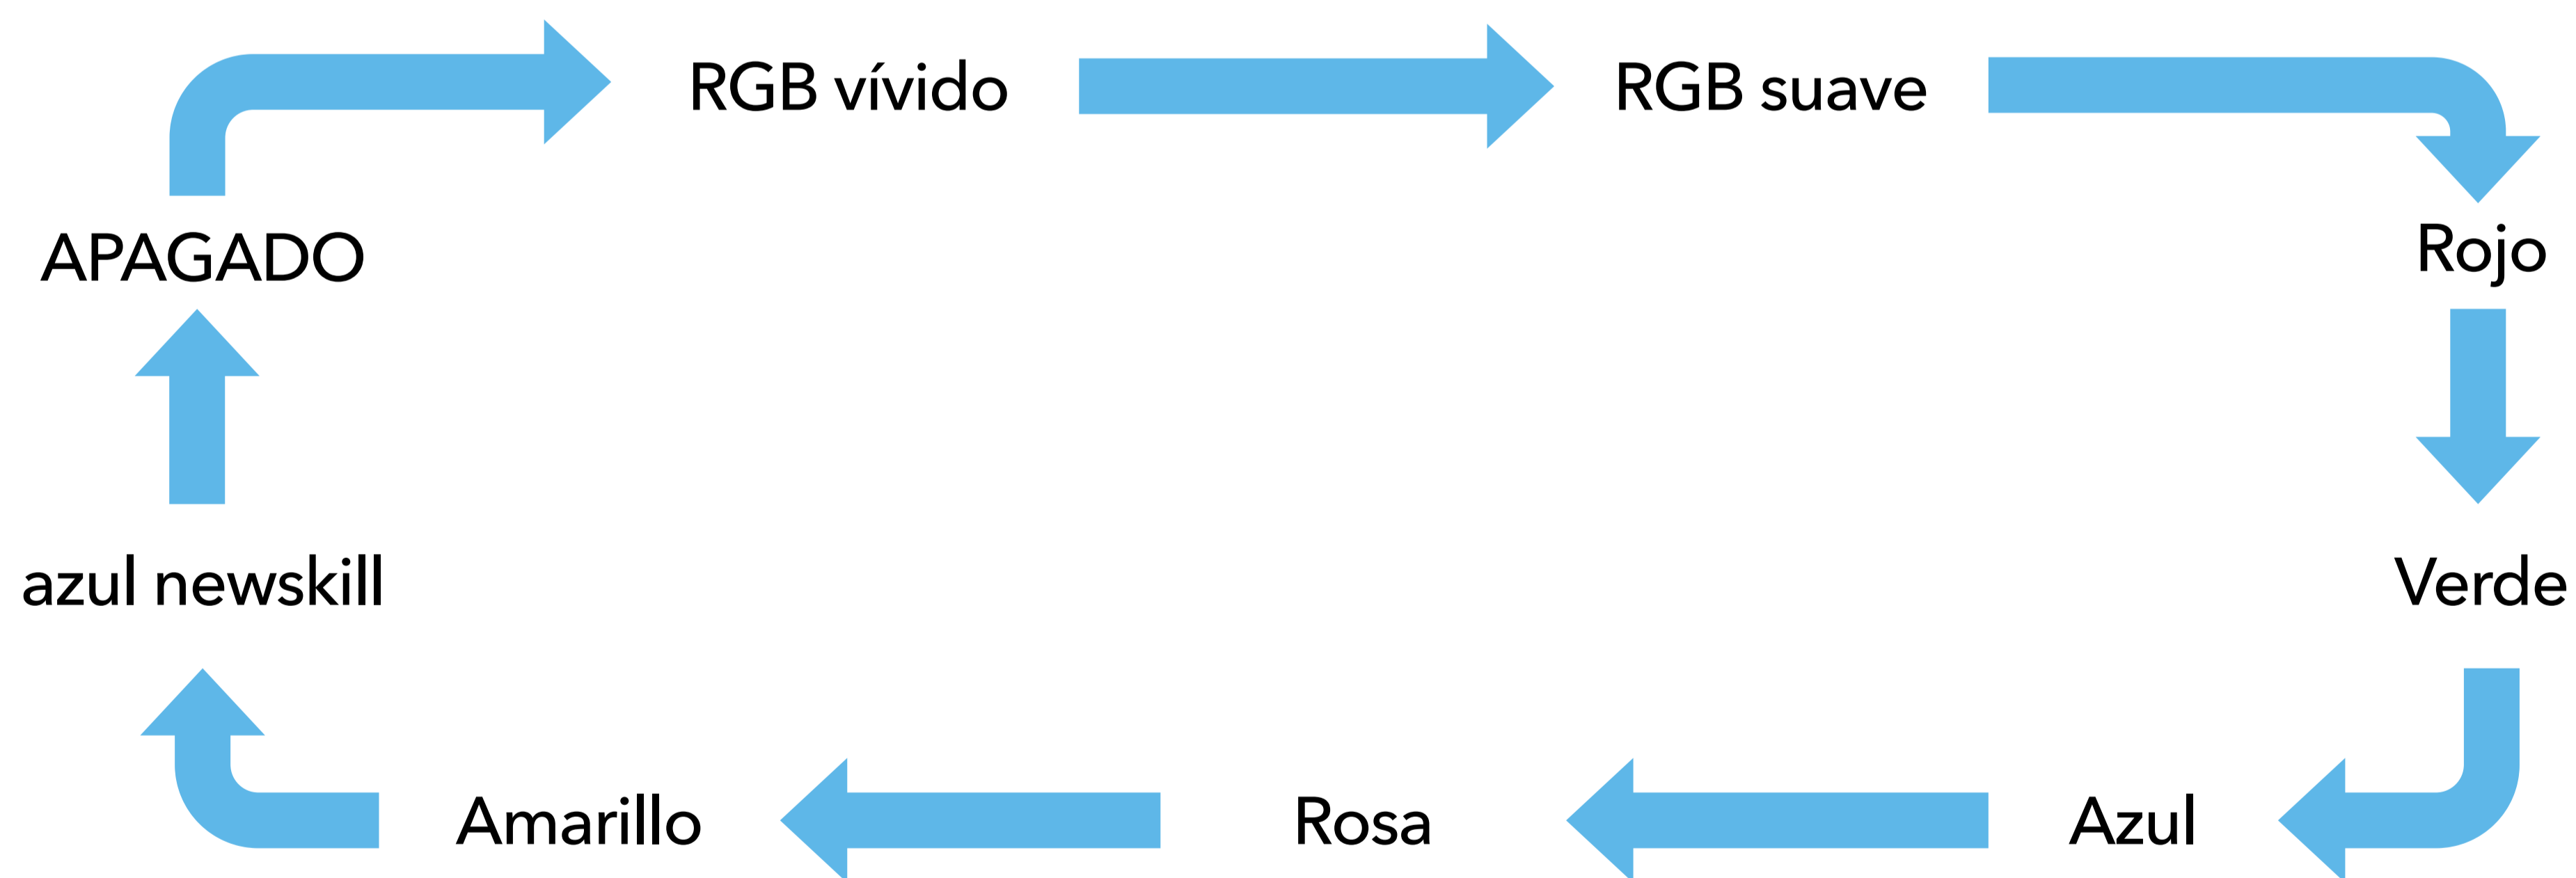 RGB vívido
RGB suave
APAGADO
Rojo
azul newskill
Verde
Amarillo
Rosa
Azul